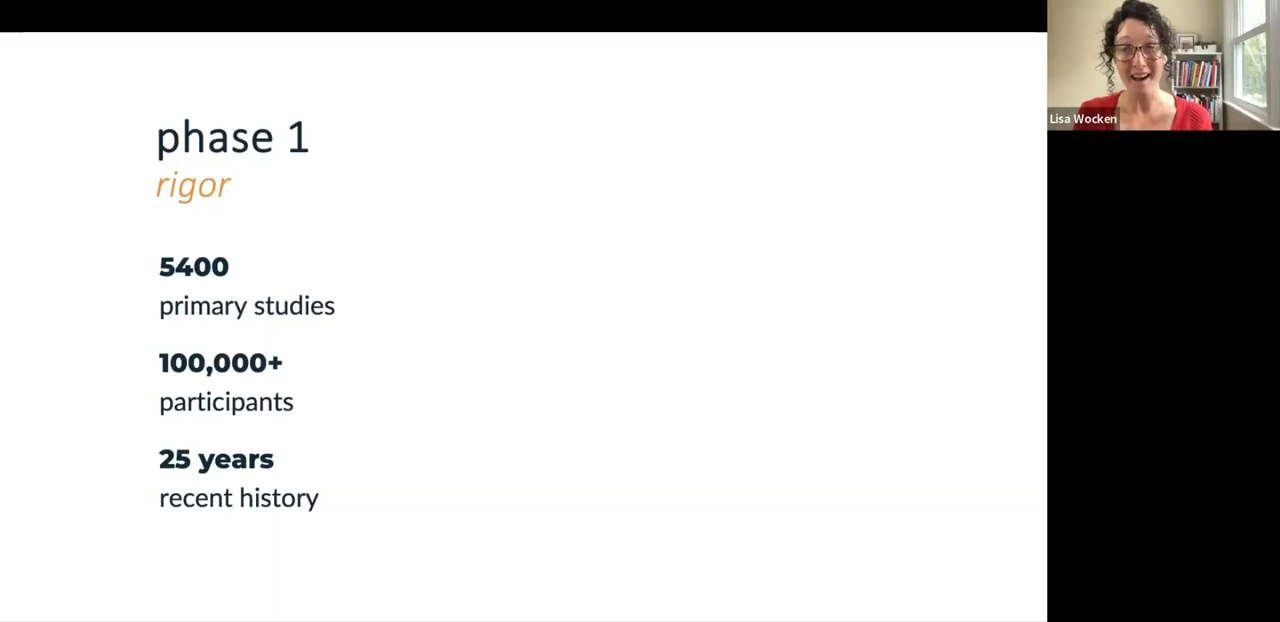 phase 1
rigor
5400
primary studies
100,000+
participants
25 years
recent history
Lisa Wocken